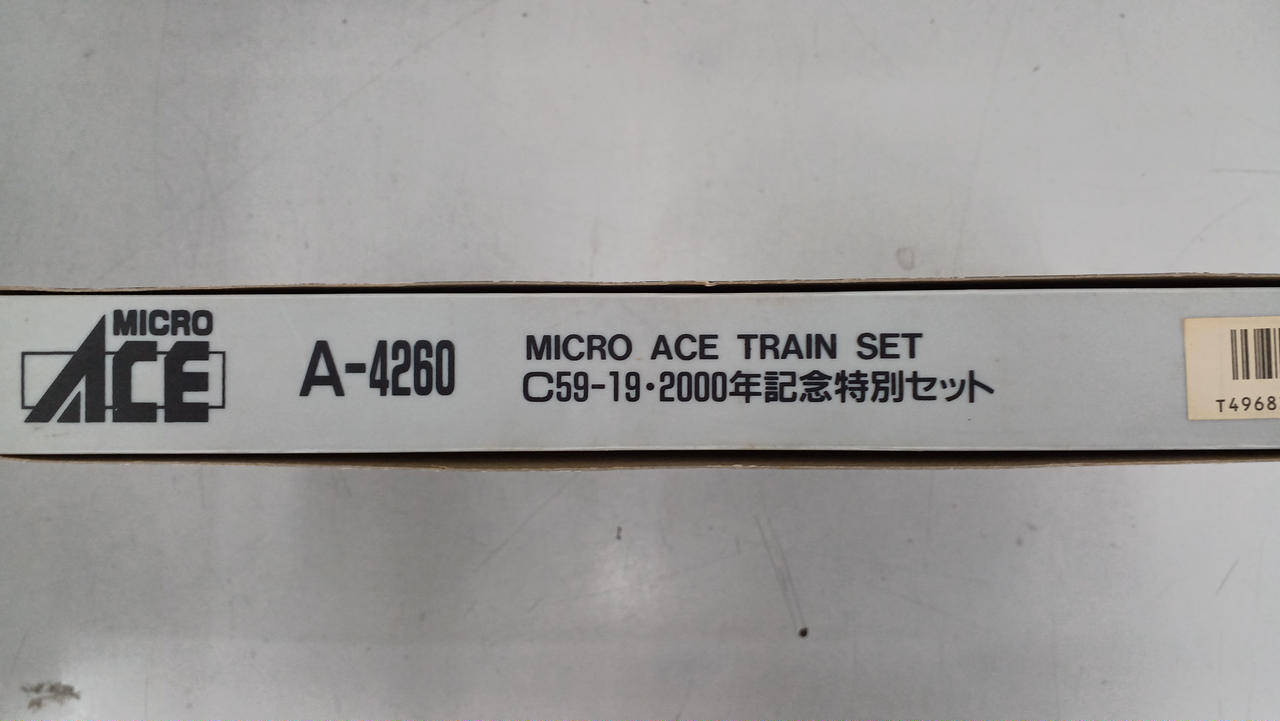 MICRO
ACE
A-4260
MICRO ACE TRAIN SET
C59-19・2000年記念特別セット
T4968